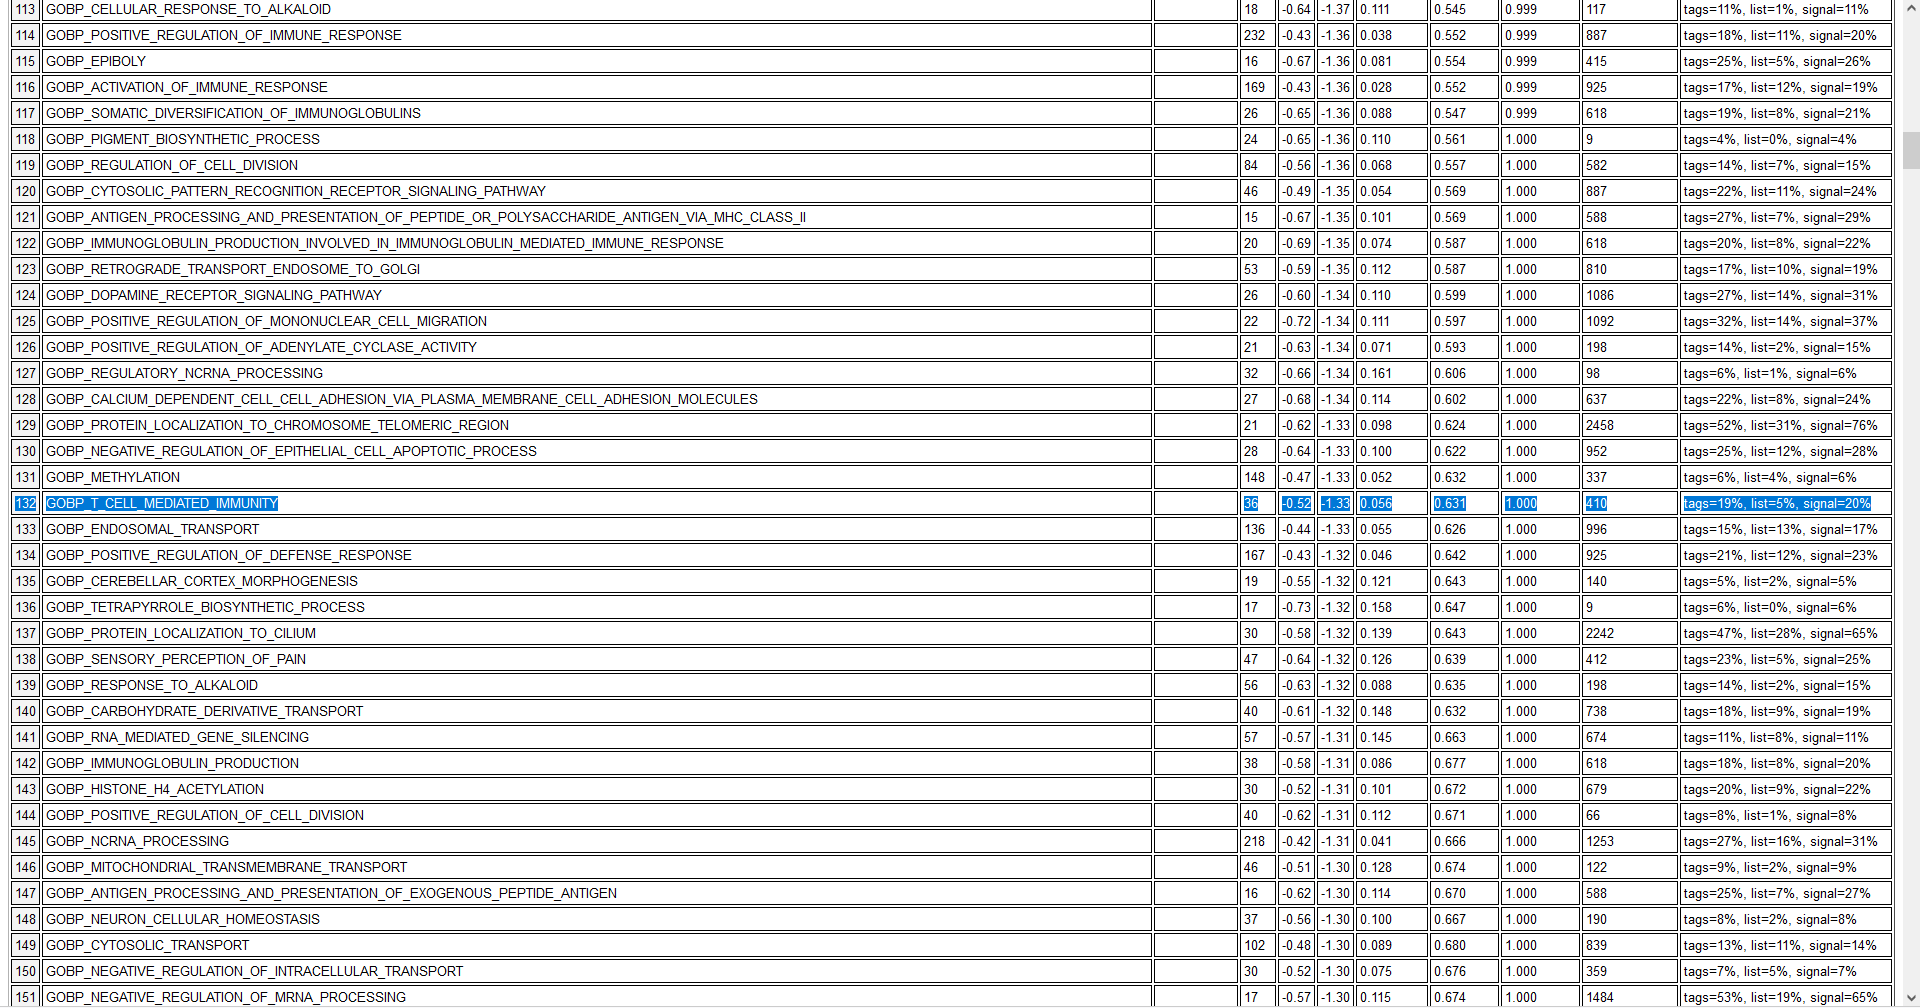 113 GOBP_CELLULAR_RESPONSE_TO_ALKALOID 18 -0.64 -1.37 0.111 0.545 0.999 117 tags=11%, list=1%, signal=11%
114 GOBP_POSITIVE_REGULATION_OF_IMMUNE_RESPONSE 232 -0.43 -1.36 0.038 0.552 0.999 887 tags=18%, list=11%, signal=20%
115 GOBP_EPIBOLY 16 -0.67 -1.36 0.081 0.554 0.999 415 tags=25%, list=5%, signal=26%
116 GOBP_ACTIVATION_OF_IMMUNE_RESPONSE 169 -0.43 -1.36 0.028 0.552 0.999 925 tags=17%, list=12%, signal=19%
117 GOBP_SOMATIC_DIVERSIFICATION_OF_IMMUNOGLOBULINS 26 -0.65 -1.36 0.088 0.547 0.999 618 tags=19%, list=8%, signal=21%
118 GOBP_PIGMENT_BIOSYNTHETIC_PROCESS 24 -0.65 -1.36 0.110 0.561 1.000 9 tags=4%, list=0%, signal=4%
119 GOBP_REGULATION_OF_CELL_DIVISION 84 -0.56 -1.36 0.068 0.557 1.000 582 tags=14%, list=7%, signal=15%
120 GOBP_CYTOSOLIC_PATTERN_RECOGNITION_RECEPTOR_SIGNALING_PATHWAY 46 -0.49 -1.35 0.054 0.569 1.000 887 tags=22%, list=11%, signal=24%
121 GOBP_ANTIGEN_PROCESSING_AND_PRESENTATION_OF_PEPTIDE_OR_POLYSACCHARIDE_ANTIGEN_VIA_MHC_CLASS_II 15 -0.67 -1.35 0.101 0.569 1.000 588 tags=27%, list=7%, signal=29%
122 GOBP_IMMUNOGLOBULIN_PRODUCTION_INVOLVED_IN_IMMUNOGLOBULIN_MEDIATED_IMMUNE_RESPONSE 20 -0.69 -1.35 0.074 0.587 1.000 618 tags=20%, list=8%, signal=22%
123 GOBP_RETROGRADE_TRANSPORT_ENDOSOME_TO_GOLGI 53 -0.59 -1.35 0.112 0.587 1.000 810 tags=17%, list=10%, signal=19%
124 GOBP_DOPAMINE_RECEPTOR_SIGNALING_PATHWAY 26 -0.60 -1.34 0.110 0.599 1.000 1086 tags=27%, list=14%, signal=31%
125 GOBP_POSITIVE_REGULATION_OF_MONONUCLEAR_CELL_MIGRATION 22 -0.72 -1.34 0.111 0.597 1.000 1092 tags=32%, list=14%, signal=37%
126 GOBP_POSITIVE_REGULATION_OF_ADENYLATE_CYCLASE_ACTIVITY 21 -0.63 -1.34 0.071 0.593 1.000 198 tags=14%, list=2%, signal=15%
127 GOBP_REGULATORY_NCRNA_PROCESSING 32 -0.66 -1.34 0.161 0.606 1.000 98 tags=6%, list=1%, signal=6%
128 GOBP_CALCIUM_DEPENDENT_CELL_CELL_ADHESION_VIA_PLASMA_MEMBRANE_CELL_ADHESION_MOLECULES 27 -0.68 -1.34 0.114 0.602 1.000 637 tags=22%, list=8%, signal=24%
129 GOBP_PROTEIN_LOCALIZATION_TO_CHROMOSOME_TELOMERIC_REGION 21 -0.62 -1.33 0.098 0.624 1.000 2458 tags=52%, list=31%, signal=76%
130 GOBP_NEGATIVE_REGULATION_OF_EPITHELIAL_CELL_APOPTOTIC_PROCESS 28 -0.64 -1.33 0.100 0.622 1.000 952 tags=25%, list=12%, signal=28%
131 GOBP_METHYLATION 148 -0.47 -1.33 0.052 0.632 1.000 337 tags=6%, list=4%, signal=6%
132 GOBP_T_CELL_MEDIATED_IMMUNITY 36 -0.52 -1.33 0.056 0.631 1.000 410 tags=19%, list=5%, signal=20%
133 GOBP_ENDOSOMAL_TRANSPORT 136 -0.44 -1.33 0.055 0.626 1.000 996 tags=15%, list=13%, signal=17%
134 GOBP_POSITIVE_REGULATION_OF_DEFENSE_RESPONSE 167 -0.43 -1.32 0.046 0.642 1.000 925 tags=21%, list=12%, signal=23%
135 GOBP_CEREBELLAR_CORTEX_MORPHOGENESIS 19 -0.55 -1.32 0.121 0.643 1.000 140 tags=5%, list=2%, signal=5%
136 GOBP_TETRAPYRROLE_BIOSYNTHETIC_PROCESS 17 -0.73 -1.32 0.158 0.647 1.000 9 tags=6%, list=0%, signal=6%
137 GOBP_PROTEIN_LOCALIZATION_TO_CILIUM 30 -0.58 -1.32 0.139 0.643 1.000 2242 tags=47%, list=28%, signal=65%
138 GOBP_SENSORY_PERCEPTION_OF_PAIN 47 -0.64 -1.32 0.126 0.639 1.000 412 tags=23%, list=5%, signal=25%
139 GOBP_RESPONSE_TO_ALKALOID 56 -0.63 -1.32 0.088 0.635 1.000 198 tags=14%, list=2%, signal=15%
140 GOBP_CARBOHYDRATE_DERIVATIVE_TRANSPORT 40 -0.61 -1.32 0.148 0.632 1.000 738 tags=18%, list=9%, signal=19%
141 GOBP_RNA_MEDIATED_GENE_SILENCING 57 -0.57 -1.31 0.145 0.663 1.000 674 tags=11%, list=8%, signal=11%
142 GOBP_IMMUNOGLOBULIN_PRODUCTION 38 -0.58 -1.31 0.086 0.677 1.000 618 tags=18%, list=8%, signal=20%
143 GOBP_HISTONE_H4_ACETYLATION 30 -0.52 -1.31 0.101 0.672 1.000 679 tags=20%, list=9%, signal=22%
144 GOBP_POSITIVE_REGULATION_OF_CELL_DIVISION 40 -0.62 -1.31 0.112 0.671 1.000 66 tags=8%, list=1%, signal=8%
145 GOBP_NCRNA_PROCESSING 218 -0.42 -1.31 0.041 0.666 1.000 1253 tags=27%, list=16%, signal=31%
146 GOBP_MITOCHONDRIAL_TRANSMEMBRANE_TRANSPORT 46 -0.51 -1.30 0.128 0.674 1.000 122 tags=9%, list=2%, signal=9%
147 GOBP_ANTIGEN_PROCESSING_AND_PRESENTATION_OF_EXOGENOUS_PEPTIDE_ANTIGEN 16 -0.62 -1.30 0.114 0.670 1.000 588 tags=25%, list=7%, signal=27%
148 GOBP_NEURON_CELLULAR_HOMEOSTASIS 37 -0.56 -1.30 0.100 0.667 1.000 190 tags=8%, list=2%, signal=8%
149 GOBP_CYTOSOLIC_TRANSPORT 102 -0.48 -1.30 0.089 0.680 1.000 839 tags=13%, list=11%, signal=14%
150 GOBP_NEGATIVE_REGULATION_OF_INTRACELLULAR_TRANSPORT 30 -0.52 -1.30 0.075 0.676 1.000 359 tags=7%, list=5%, signal=7%
151 GOBP_NEGATIVE_REGULATION_OF_MRNA_PROCESSING 17 -0.57 -1.30 0.115 0.674 1.000 1484 tags=53%, list=19%, signal=65%